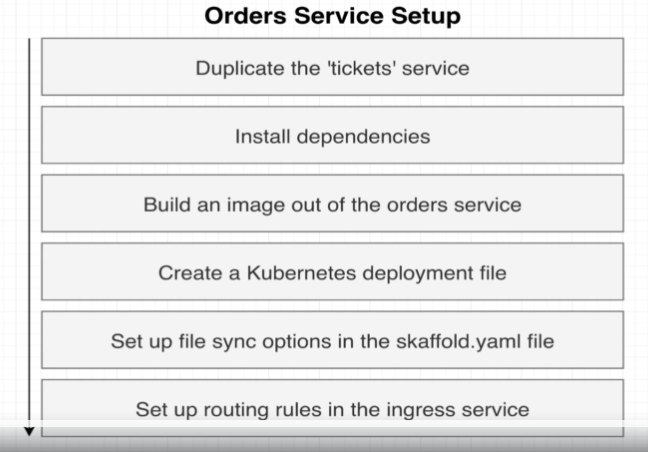 Orders Service Setup
Duplicate the 'tickets' service
Install dependencies
Build an image out of the orders service
Create a Kubernetes deployment file
Set up file sync options in the skaffold.yaml file
Set up routing rules in the ingress service